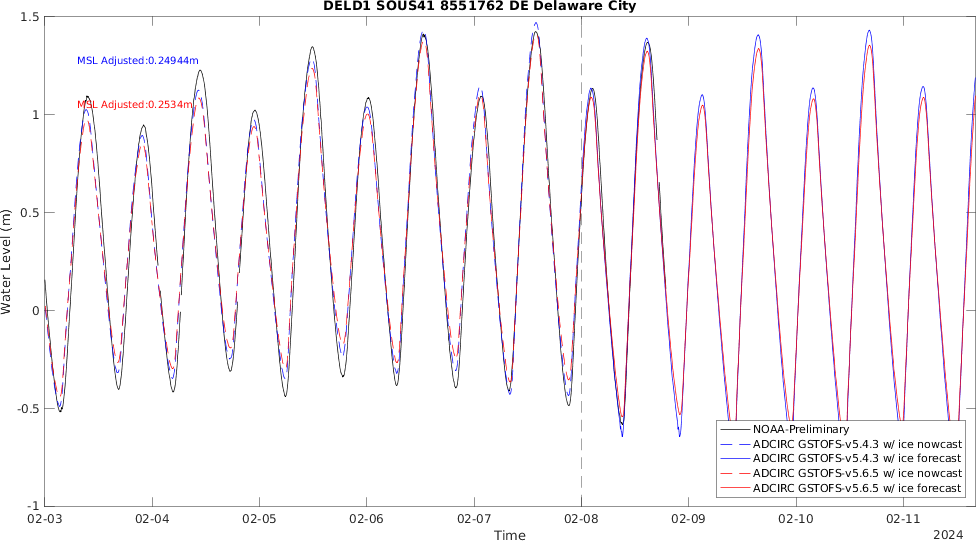 DELD1 SOUS41 8551762 DE Delaware City
1.5
MSL Adjusted:0.24944m
MSL Adjusted:0.2534m
1
0.5
Water Level (m)
0
-0.5
NOAA-Preliminary
ADCIRC GSTOFS-v5.4.3 w/ ice nowcast
ADCIRC GSTOFS-v5.4.3 w/ ice forecast
ADCIRC GSTOFS-v5.6.5 w/ ice nowcast
ADCIRC GSTOFS-v5.6.5 w/ ice forecast
-1
02-03 02-04 02-05 02-06 02-07 02-08 02-09 02-10 02-11
Time
2024